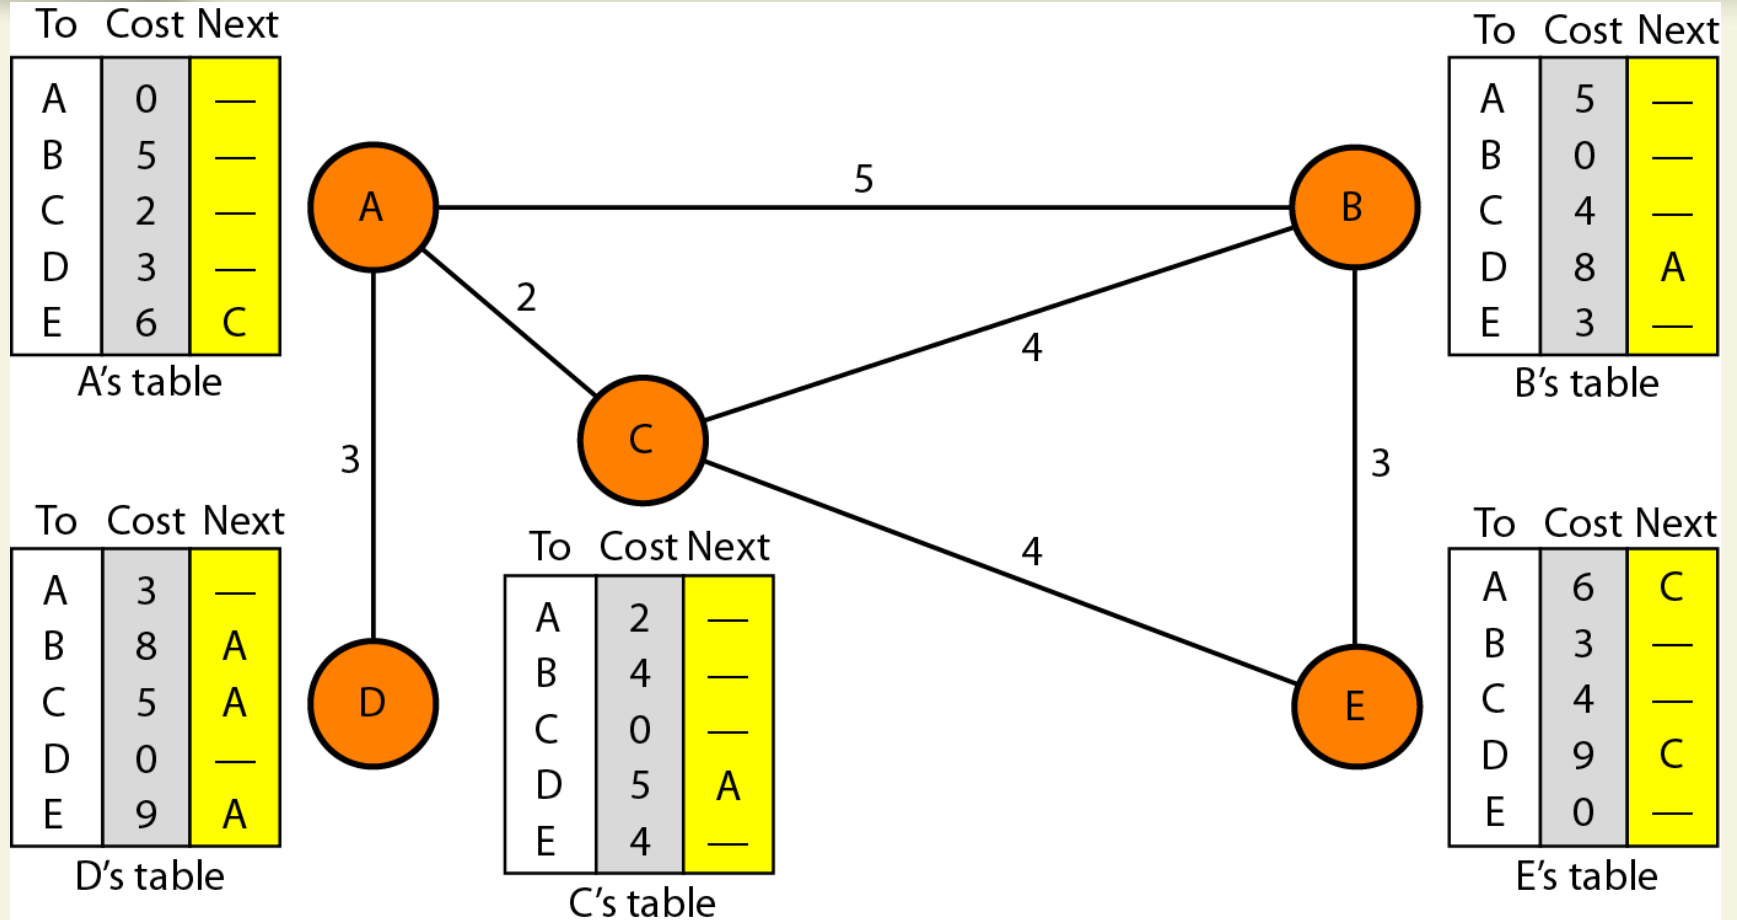 To Cost Next
A 0 —
B 5 —
C 2 —
D 3 —
E 6 C
A's table
To Cost Next
A 5 —
B 0 —
C 4 —
D 8 A
E 3 —
B's table
A
5
B
2
4
C
3
3
4
D
E
To Cost Next
A 3 —
B 8 A
C 5 A
D 0 —
E 9 A
D's table
To Cost Next
A 2 —
B 4 —
C 0 —
D 5 A
E 4 —
C's table
To Cost Next
A 6 C
B 3 —
C 4 —
D 9 C
E 0 —
E's table